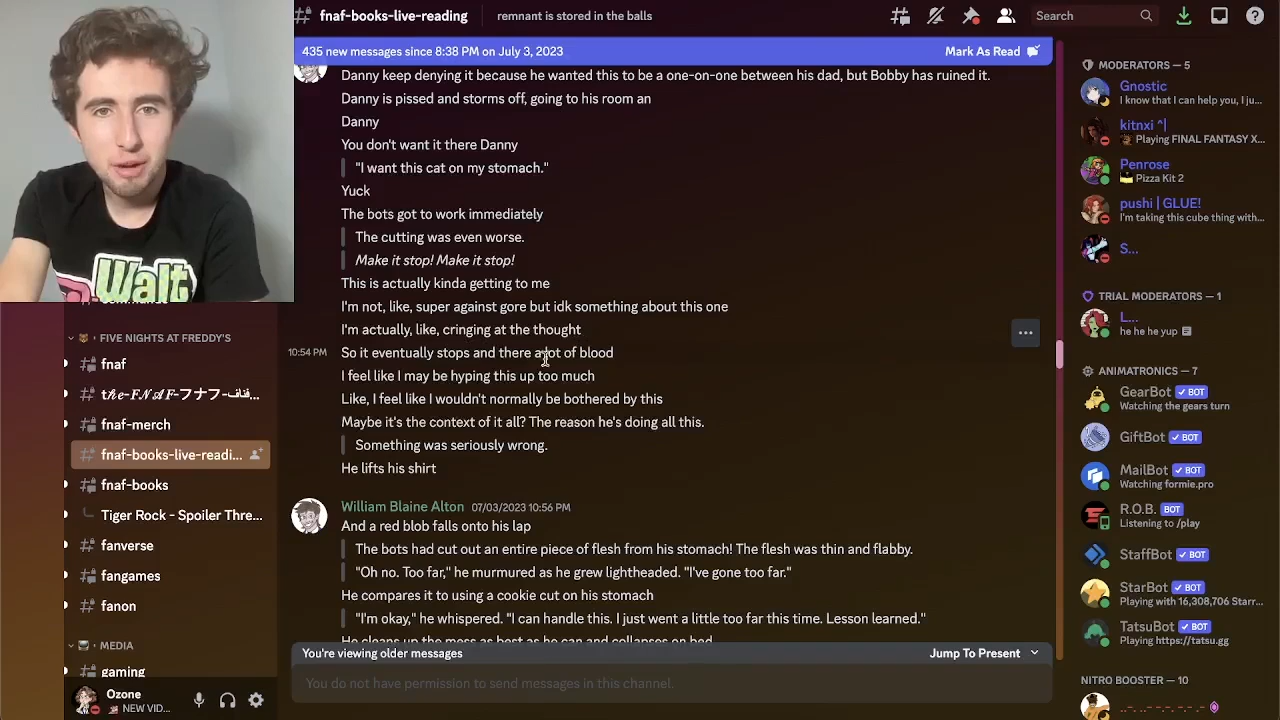 fnaf-books-live-reading
remnant is stored in the balls
Search
435 new messages since 8:38 PM on July 3, 2023
Mark As Read
Danny keep denying it because he wanted this to be a one-on-one between his dad, but Bobby has ruined it.
Danny is pissed and storms off, going to his room an
Danny
You don't want it there Danny
"I want this cat on my stomach."
Yuck
The bots got to work immediately
The cutting was even worse.
Make it stop! Make it stop!
This is actually kinda getting to me
I'm not, like, super against gore but idk something about this one
I'm actually, like, cringing at the thought
10:54 PM
So it eventually stops and there a lot of blood
I feel like I may be hyping this up too much
Like, I feel like I wouldn't normally be bothered by this
Maybe it's the context of it all? The reason he's doing all this.
Something was seriously wrong.
He lifts his shirt
William Blaine Alton 07/03/2023 10:56 PM
And a red blob falls onto his lap
The bots had cut out an entire piece of flesh from his stomach! The flesh was thin and flabby.
"Oh no. Too far," he murmured as he grew lightheaded. "I've gone too far."
He compares it to using a cookie cut on his stomach
"I'm okay," he whispered. "I can handle this. I just went a little too far this time. Lesson learned."
He cleans up the mess as best as he can and collapses on bed
You're viewing older messages
Jump To Present
You do not have permission to send messages in this channel.
Walt
FIVE NIGHTS AT FREDDY'S
fnaf
fnaf-merch
fnaf-books-live-readi...
fnaf-books
Tiger Rock - Spoiler Thre...
fanverse
fangames
fanon
MEDIA
gaming
Ozone
NEW VID...
MODERATORS — 5
Gnostic
I know that I can help you, I ju...
kitnxi ^|
Playing FINAL FANTASY X...
Penrose
Pizza Kit 2
pushi | GLUE!
I'm taking this cube thing with...
S...
TRIAL MODERATORS — 1
L...
he he he yup
ANIMATRONICS — 7
GearBot ✓ BOT
Watching the gears turn
GiftBot ✓ BOT
MailBot ✓ BOT
Watching formie.pro
R.O.B. BOT
Listening to /play
StaffBot ✓ BOT
StarBot ✓ BOT
Playing with 16,308,706 Starr...
TatsuBot ✓ BOT
Playing https://tatsu.gg
NITRO BOOSTER — 10